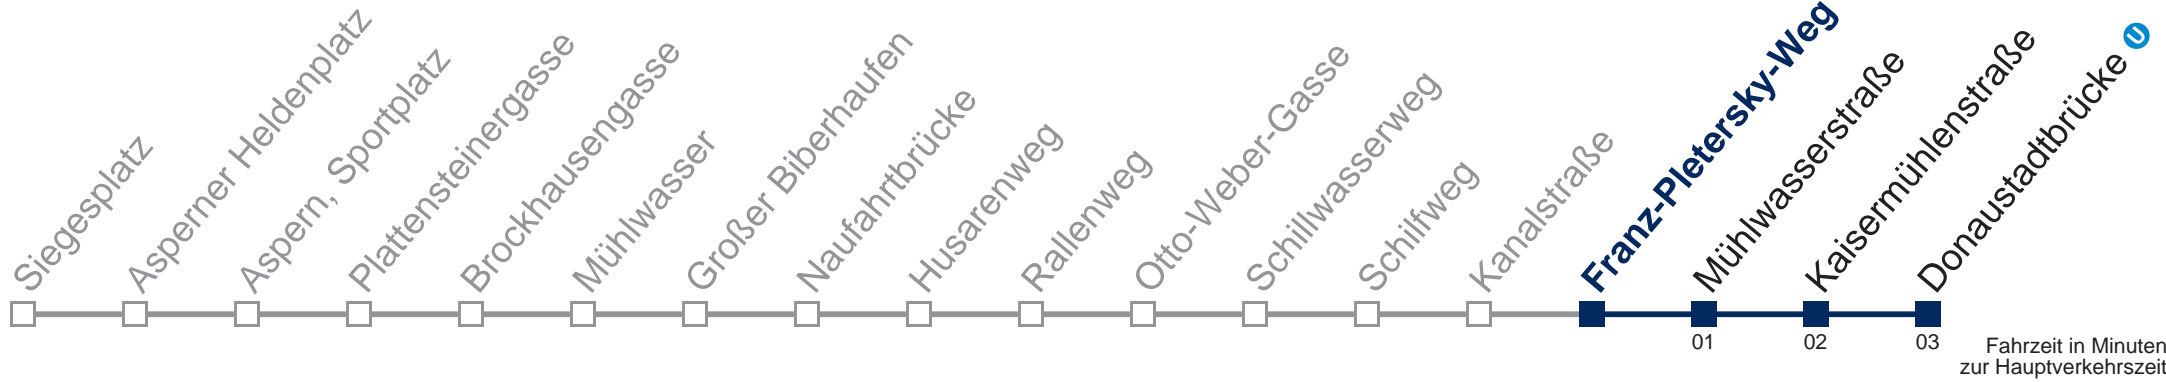 Siegesplatz
Asperner Heldenplatz
Aspern, Sportplatz
Plattensteinergasse
Brockhausengasse
Mühlwasser
Großer Biberhaufen
Naufahrtbrücke
Husarenweg
Rallenweg
Otto-Weber-Gasse
Schillwasserweg
Schilfweg
Kanalstraße
Franz-Pletersky-Weg
Mühlwasserstraße
Kaisermühlenstraße
Donaustadtbrücke U
01
02
03
Fahrzeit in Minuten
zur Hauptverkehrszeit